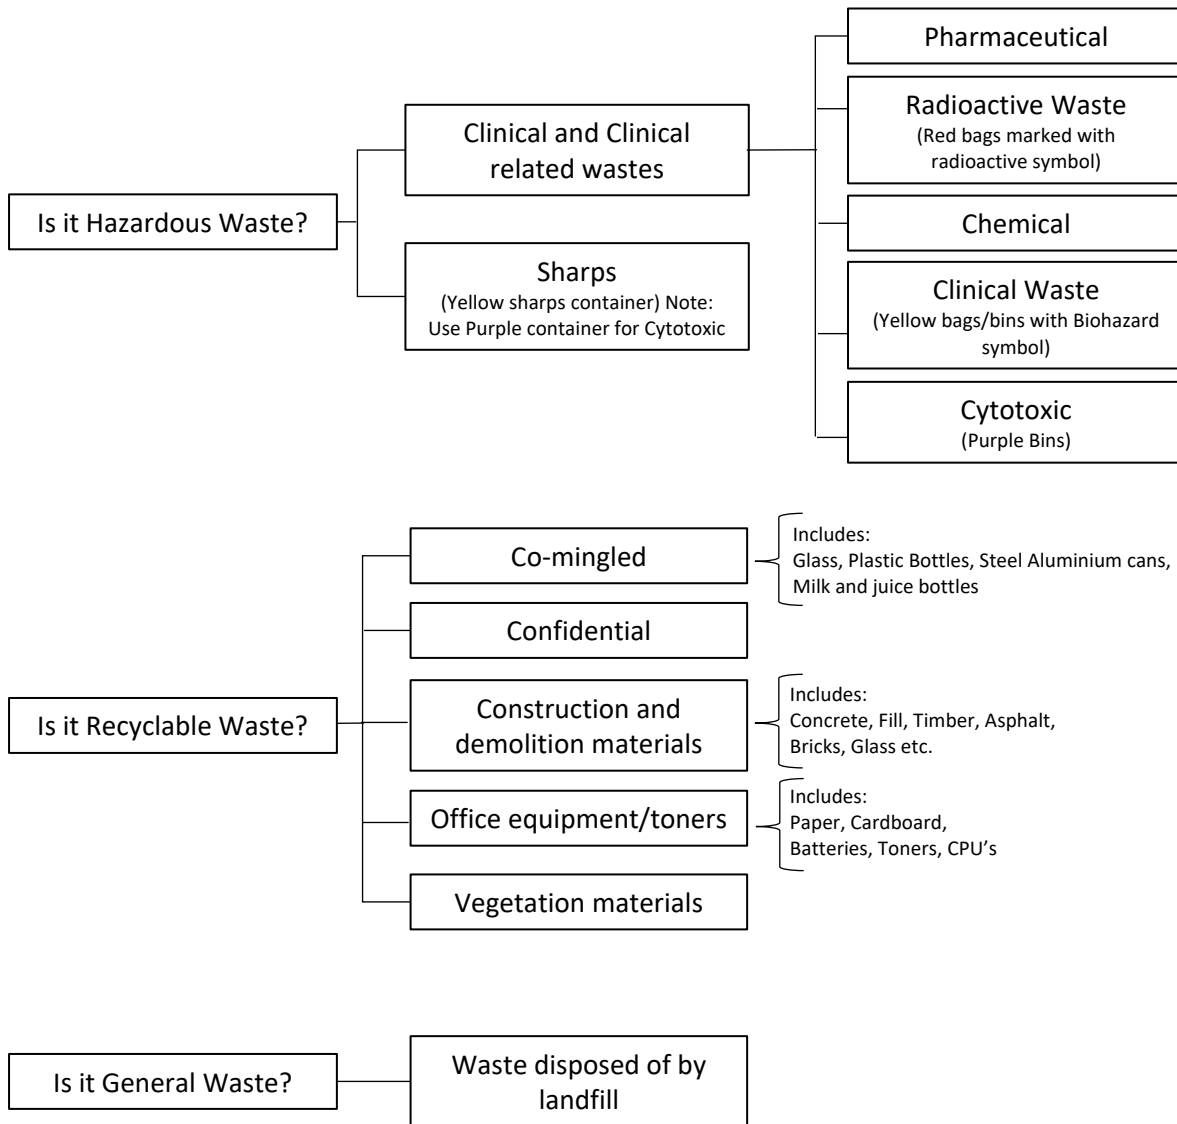 Pharmaceutical
Radioactive Waste
(Red bags marked with
radioactive symbol)
Clinical and Clinical
related wastes
Is it Hazardous Waste?
Chemical
Sharps
(Yellow sharps container) Note:
Use Purple container for Cytotoxic
Clinical Waste
(Yellow bags/bins with Biohazard
symbol)
Cytotoxic
(Purple Bins)
Co-mingled
Includes:
Glass, Plastic Bottles, Steel Aluminium cans,
Milk and juice bottles
Confidential
Is it Recyclable Waste?
Construction and
demolition materials
Includes:
Concrete, Fill, Timber, Asphalt,
Bricks, Glass etc.
Office equipment/toners
Includes:
Paper, Cardboard,
Batteries, Toners, CPU’s
Vegetation materials
Is it General Waste?
Waste disposed of by
landfill